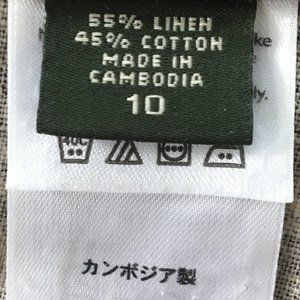 55% LINEN
45% COTTON
MADE IN
CAMBODIA
10
カンボジア製